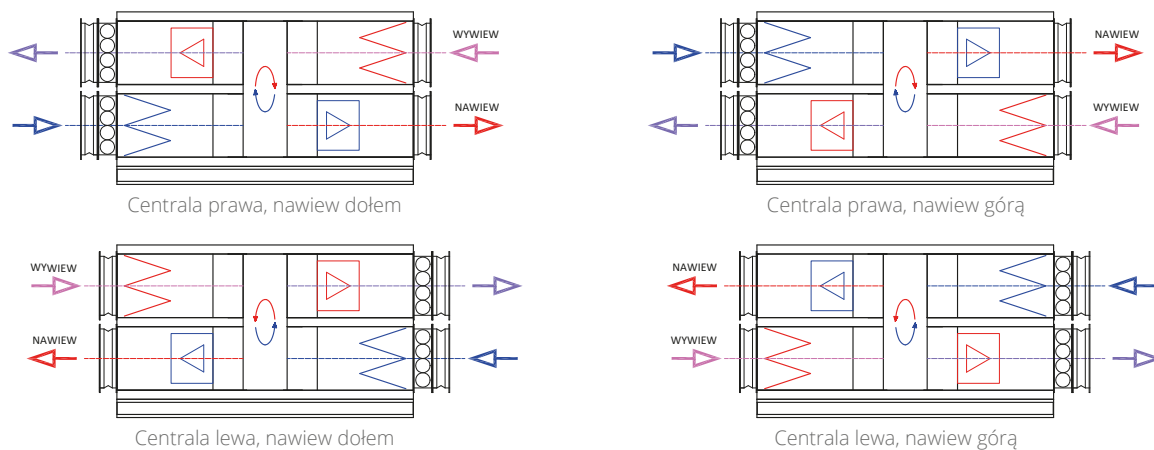 WYWIEW
NAWIEW
Centrala prawa, nawiew dołem
NAWIEW
WYWIEW
Centrala prawa, nawiew górą
WYWIEW
NAWIEW
Centrala lewa, nawiew dołem
NAWIEW
WYWIEW
Centrala lewa, nawiew górą